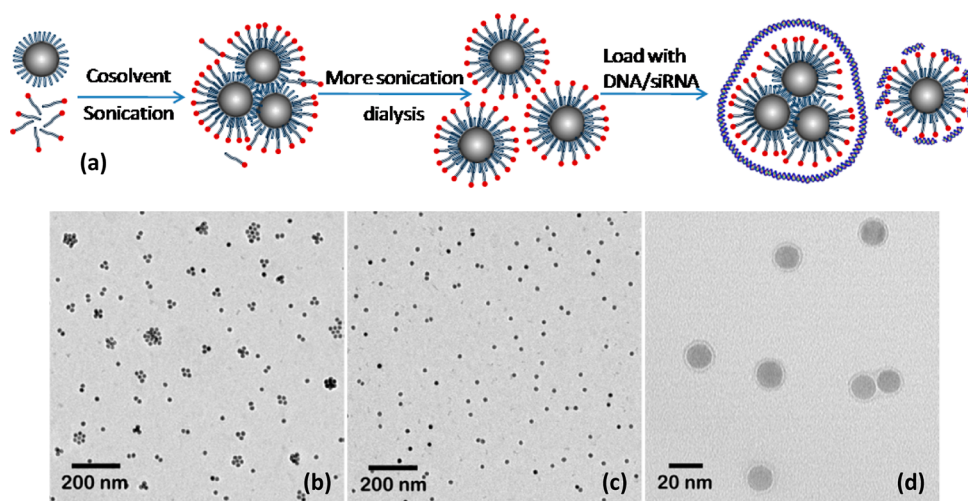 Cosolvent
Sonication
More sonication
dialysis
Load with
DNA/siRNA
(a)
200 nm
(b)
200 nm
(c)
20 nm
(d)